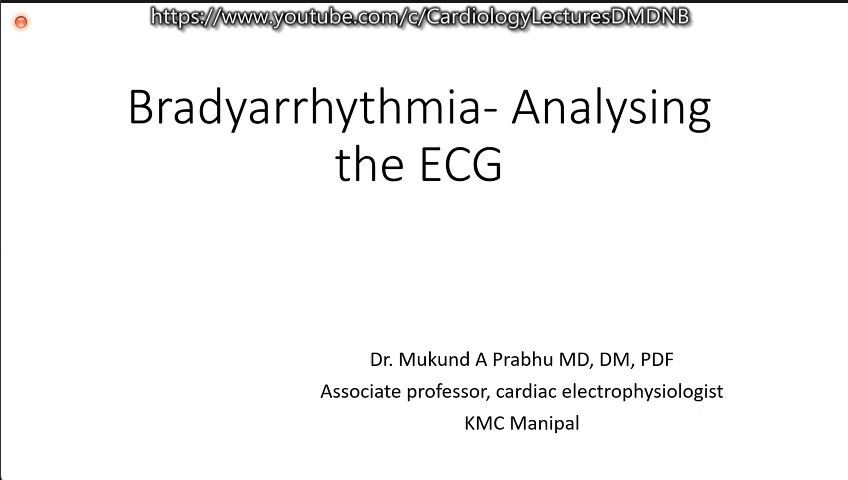 https://www.youtube.com/c/CardiologyLecturesDMDNB
Bradyarrhythmia- Analysing
the ECG
Dr. Mukund A Prabhu MD, DM, PDF
Associate professor, cardiac electrophysiologist
KMC Manipal